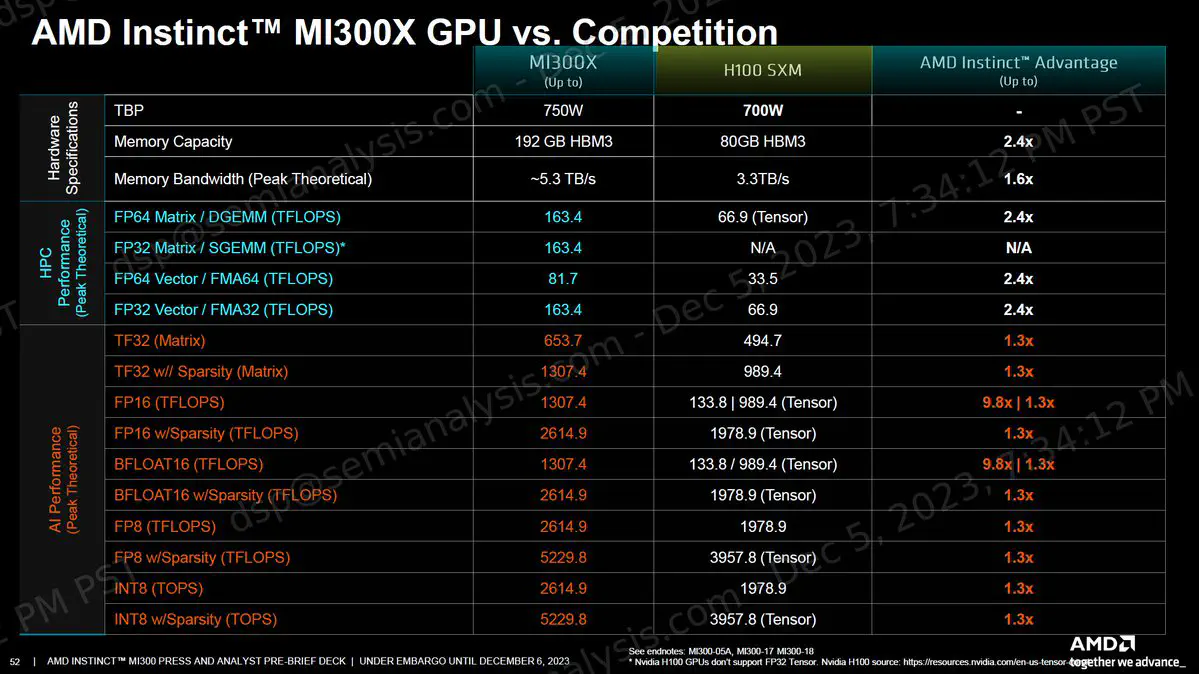 AMD Instinct™ MI300X GPU vs. Competition
MI300X
(Up to)
H100 SXM
AMD Instinct™ Advantage
(Up to)
Hardware
Specifications
TBP 750W 700W -
Memory Capacity 192 GB HBM3 80GB HBM3 2.4x
Memory Bandwidth (Peak Theoretical) ~5.3 TB/s 3.3TB/s 1.6x
HPC
Performance
(Peak Theoretical)
FP64 Matrix / DGEMM (TFLOPS) 163.4 66.9 (Tensor) 2.4x
FP32 Matrix / SGEMM (TFLOPS)* 163.4 N/A N/A
FP64 Vector / FMA64 (TFLOPS) 81.7 33.5 2.4x
FP32 Vector / FMA32 (TFLOPS) 163.4 66.9 2.4x
AI Performance
(Peak Theoretical)
TF32 (Matrix) 653.7 494.7 1.3x
TF32 w// Sparsity (Matrix) 1307.4 989.4 1.3x
FP16 (TFLOPS) 1307.4 133.8 | 989.4 (Tensor) 9.8x | 1.3x
FP16 w/Sparsity (TFLOPS) 2614.9 1978.9 (Tensor) 1.3x
BFLOAT16 (TFLOPS) 1307.4 133.8 / 989.4 (Tensor) 9.8x | 1.3x
BFLOAT16 w/Sparsity (TFLOPS) 2614.9 1978.9 (Tensor) 1.3x
FP8 (TFLOPS) 2614.9 1978.9 1.3x
FP8 w/Sparsity (TFLOPS) 5229.8 3957.8 (Tensor) 1.3x
INT8 (TOPS) 2614.9 1978.9 1.3x
INT8 w/Sparsity (TOPS) 5229.8 3957.8 (Tensor) 1.3x
See endnotes: MI300-05A, MI300-17 MI300-18
* Nvidia H100 GPUs don't support FP32 Tensor. Nvidia H100 source: https://resources.nvidia.com/en-us-tensor-
52 | AMD INSTINCT™ MI300 PRESS AND ANALYST PRE-BRIEF DECK | UNDER EMBARGO UNTIL DECEMBER 6, 2023
AMD
together we advance_
dsp@semianalysis.com - Dec 5, 2023, 7:34:12 PM PST
dsp@semianalysis.com - Dec 5, 2023, 7:34:12 PM PST